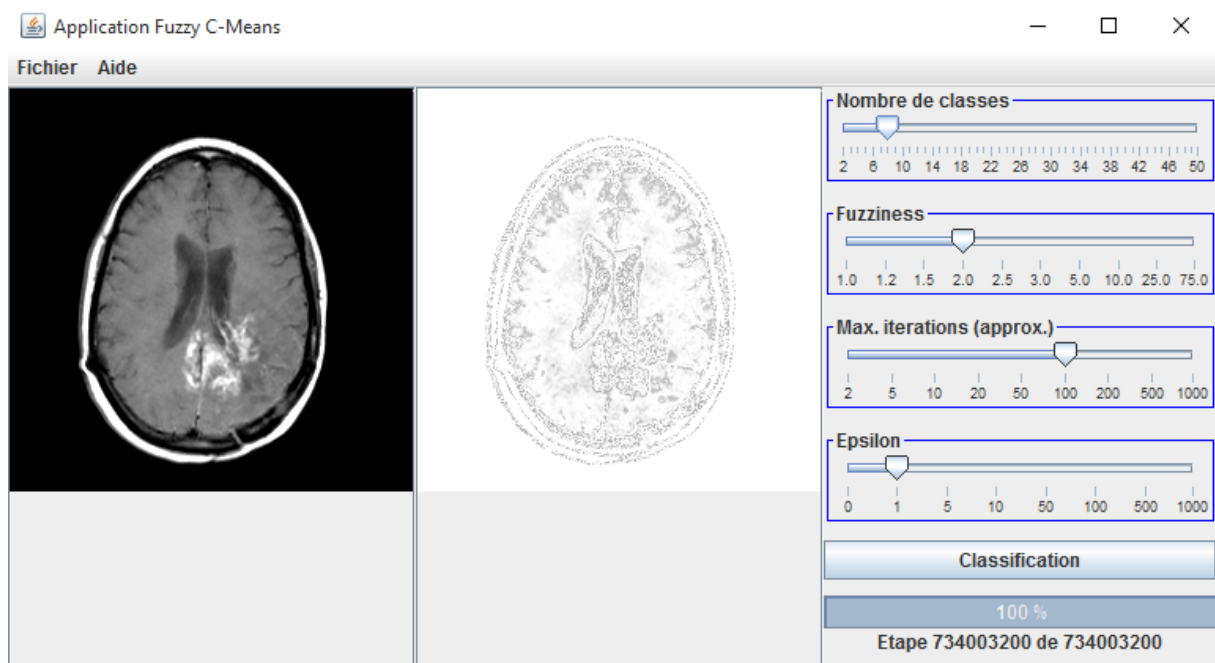 Application Fuzzy C-Means
Fichier Aide
Nombre de classes
2 6 10 14 18 22 26 30 34 38 42 46 50
Fuzziness
1.0 1.2 1.5 2.0 2.5 3.0 5.0 10.0 25.0 75.0
Max. iterations (approx.)
2 5 10 20 50 100 200 500 1000
Epsilon
0 1 5 10 50 100 500 1000
Classification
100 %
Etape 734003200 de 734003200